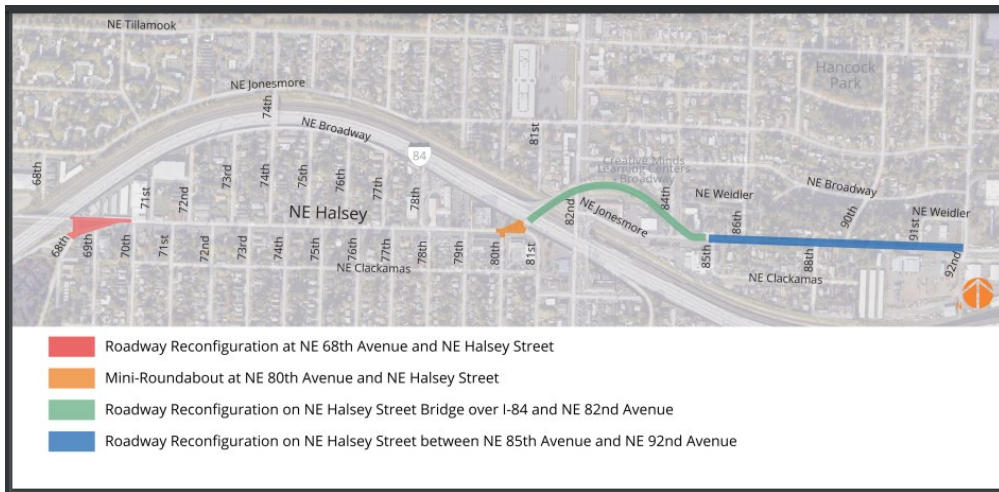 NE Tillamook
NE Jonesmore
74th
NE Broadway
84
81st
Hancock
Park
68th
71st
72nd
73rd
74th
75th
76th
77th
78th
NE Halsey
Creative Minds
Learning Centers
- Broadway
82nd
NE Jonesmore
84th
NE Weidler
86th
NE Broadway
90th
91st
NE Weidler
68th
69th
70th
71st
72nd
73rd
74th
75th
76th
77th
78th
79th
80th
81st
85th
88th
92nd
NE Clackamas
NE Clackamas
Roadway Reconfiguration at NE 68th Avenue and NE Halsey Street
Mini-Roundabout at NE 80th Avenue and NE Halsey Street
Roadway Reconfiguration on NE Halsey Street Bridge over I-84 and NE 82nd Avenue
Roadway Reconfiguration on NE Halsey Street between NE 85th Avenue and NE 92nd Avenue